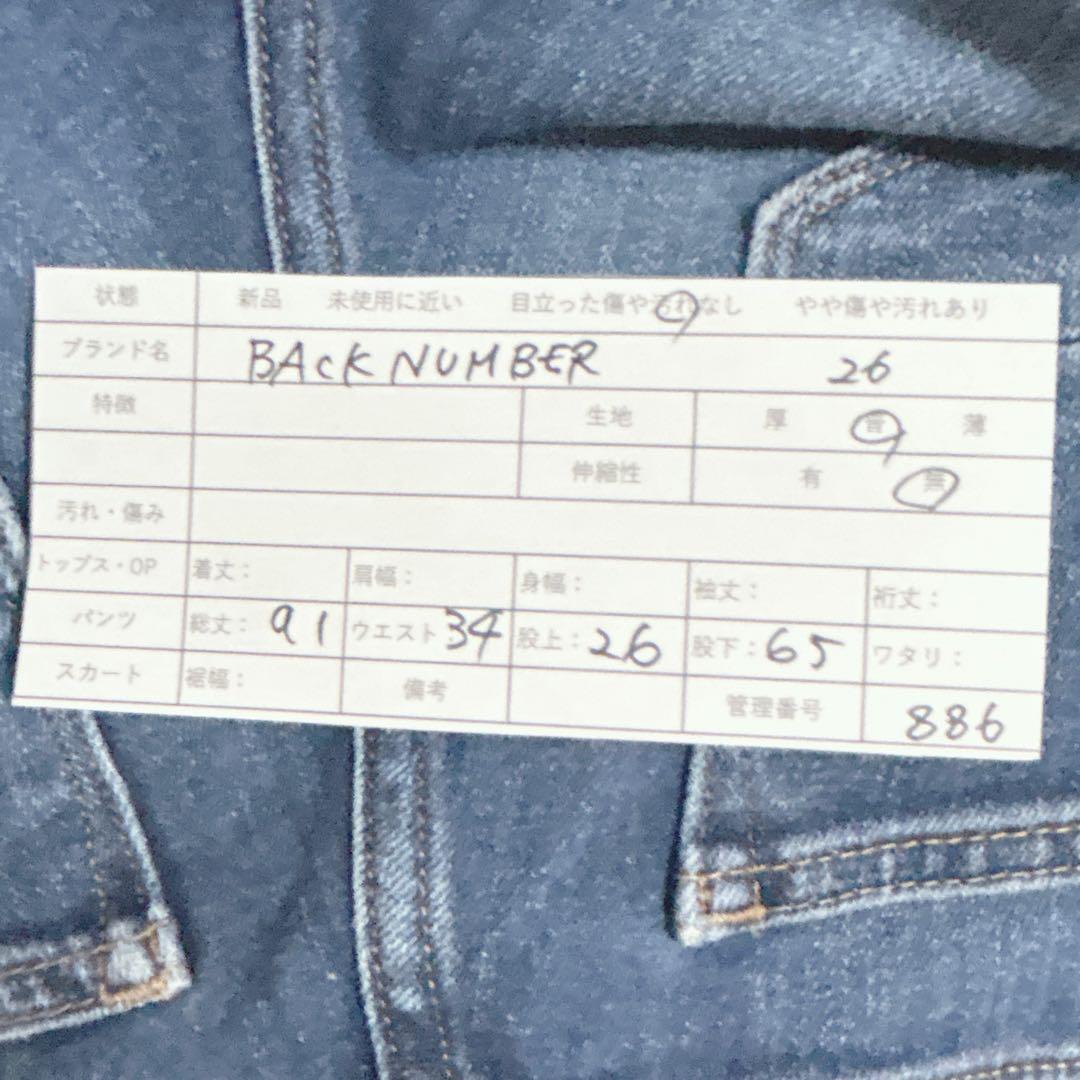 状態 新品 未使用に近い 目立った傷や汚れなし やや傷や汚れあり
ブランド名 BACK NUMBER 26
特徴 生地 厚 普 薄
伸縮性 有 無
汚れ・傷み
トップス・OP 着丈： 肩幅： 身幅： 袖丈： 裄丈：
パンツ 総丈：91 ウエスト 34 股上：26 股下：65 ワタリ：
スカート 裾幅： 備考 管理番号 886